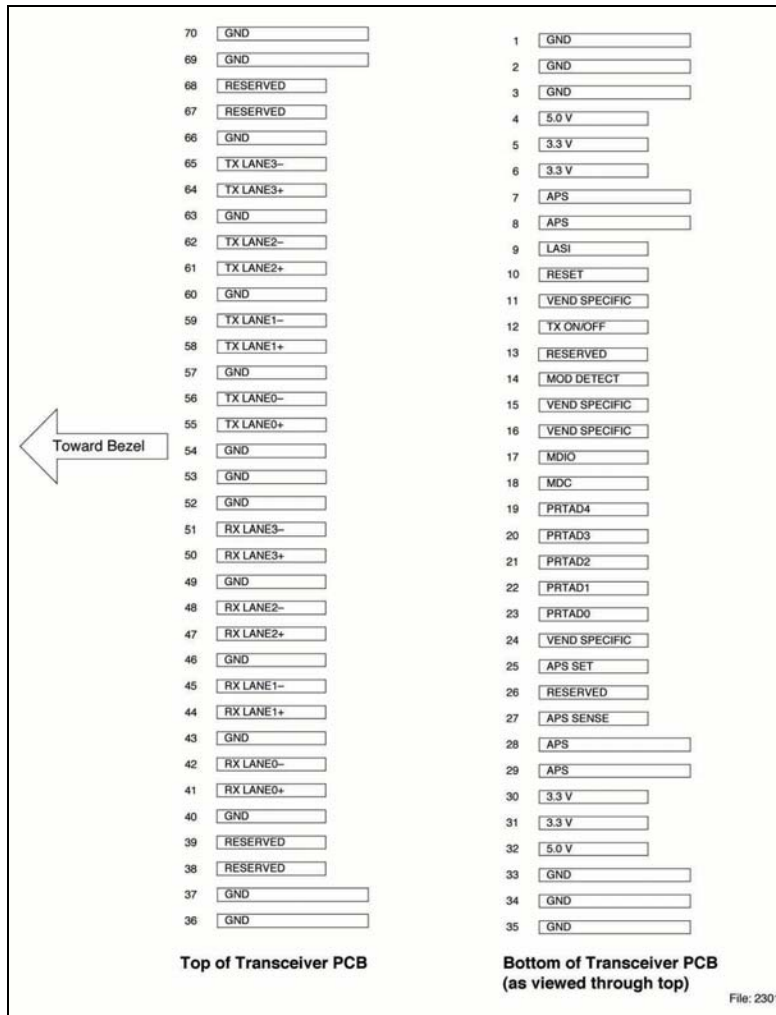 70 GND
69 GND
68 RESERVED
67 RESERVED
66 GND
65 TX LANE3–
64 TX LANE3+
63 GND
62 TX LANE2–
61 TX LANE2+
60 GND
59 TX LANE1–
58 TX LANE1+
57 GND
56 TX LANE0–
55 TX LANE0+
54 GND
53 GND
52 GND
51 RX LANE3–
50 RX LANE3+
49 GND
48 RX LANE2–
47 RX LANE2+
46 GND
45 RX LANE1–
44 RX LANE1+
43 GND
42 RX LANE0–
41 RX LANE0+
40 GND
39 RESERVED
38 RESERVED
37 GND
36 GND
Toward Bezel
Top of Transceiver PCB
1 GND
2 GND
3 GND
4 5.0 V
5 3.3 V
6 3.3 V
7 APS
8 APS
9 LASI
10 RESET
11 VEND SPECIFIC
12 TX ON/OFF
13 RESERVED
14 MOD DETECT
15 VEND SPECIFIC
16 VEND SPECIFIC
17 MDIO
18 MDC
19 PRTAD4
20 PRTAD3
21 PRTAD2
22 PRTAD1
23 PRTAD0
24 VEND SPECIFIC
25 APS SET
26 RESERVED
27 APS SENSE
28 APS
29 APS
30 3.3 V
31 3.3 V
32 5.0 V
33 GND
34 GND
35 GND
Bottom of Transceiver PCB
(as viewed through top)
File: 2301